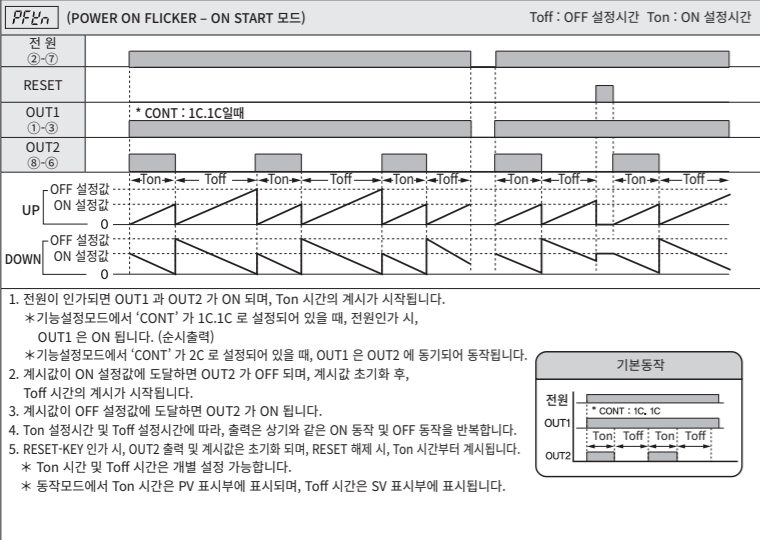 PFKn (POWER ON FLICKER – ON START 모드) Toff : OFF 설정시간 Ton : ON 설정시간
전 원
②-⑦
RESET
OUT1
①-③
* CONT : 1C.1C일때
OUT2
⑧-⑥
Ton Toff Ton Toff Ton Toff Ton Toff Ton Toff
UP
OFF 설정값
ON 설정값
0
DOWN
OFF 설정값
ON 설정값
0
1. 전원이 인가되면 OUT1 과 OUT2 가 ON 되며, Ton 시간의 계시가 시작됩니다.
＊기능설정모드에서 ‘CONT’ 가 1C.1C 로 설정되어 있을 때, 전원인가 시,
OUT1 은 ON 됩니다. (순시출력)
＊기능설정모드에서 ‘CONT’ 가 2C 로 설정되어 있을 때, OUT1 은 OUT2 에 동기되어 동작됩니다.
2. 계시값이 ON 설정값에 도달하면 OUT2 가 OFF 되며, 계시값 초기화 후,
Toff 시간의 계시가 시작됩니다.
3. 계시값이 OFF 설정값에 도달하면 OUT2 가 ON 됩니다.
4. Ton 설정시간 및 Toff 설정시간에 따라, 출력은 상기와 같은 ON 동작 및 OFF 동작을 반복합니다.
5. RESET-KEY 인가 시, OUT2 출력 및 계시값은 초기화 되며, RESET 해제 시, Ton 시간부터 계시됩니다.
＊ Ton 시간 및 Toff 시간은 개별 설정 가능합니다.
＊ 동작모드에서 Ton 시간은 PV 표시부에 표시되며, Toff 시간은 SV 표시부에 표시됩니다.
기본동작
전원
* CONT : 1C, 1C
OUT1
Ton Toff Ton Toff
OUT2